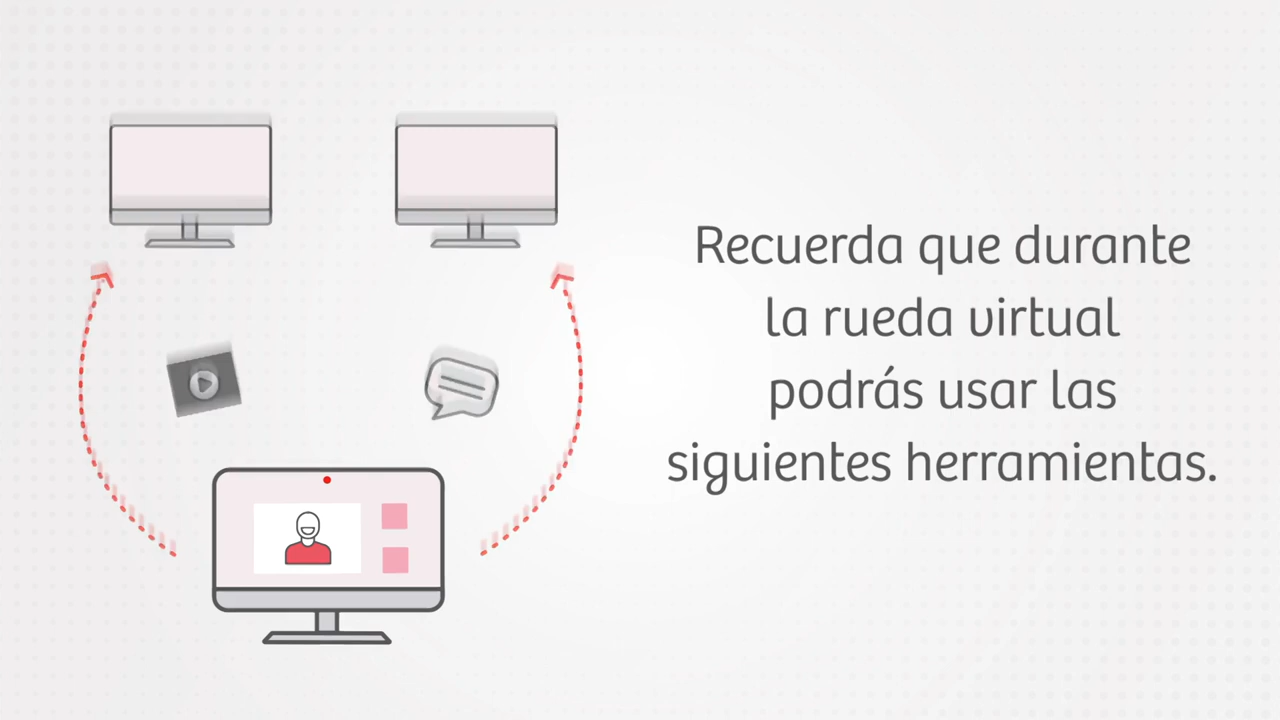 Recuerda que durante
la rueda virtual
podrás usar las
siguientes herramientas.